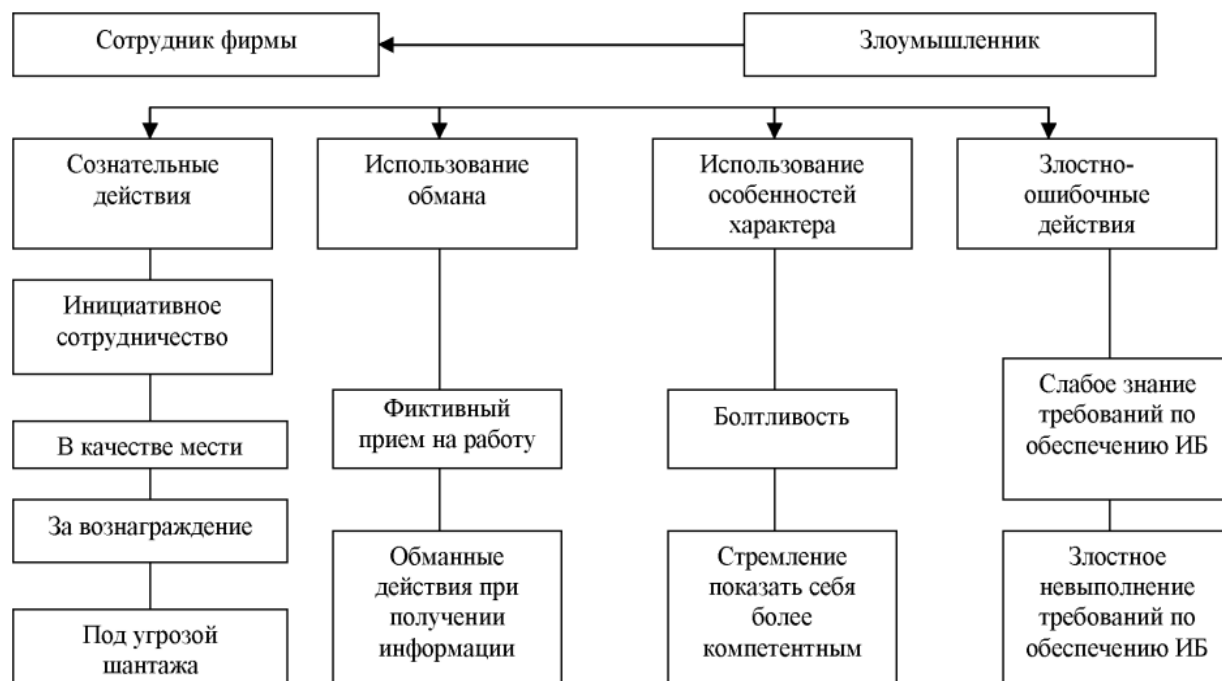 Сотрудник фирмы
Злоумышленник
Сознательные
действия
Использование
обмана
Использование
особенностей
характера
Злостно-
ошибочные
действия
Инициативное
сотрудничество
В качестве мести
За вознаграждение
Под угрозой
шантажа
Фиктивный
прием на работу
Обманные
действия при
получении
информации
Болтливость
Стремление
показать себя
более
компетентным
Слабое знание
требований по
обеспечению ИБ
Злостное
невыполнение
требований по
обеспечению ИБ